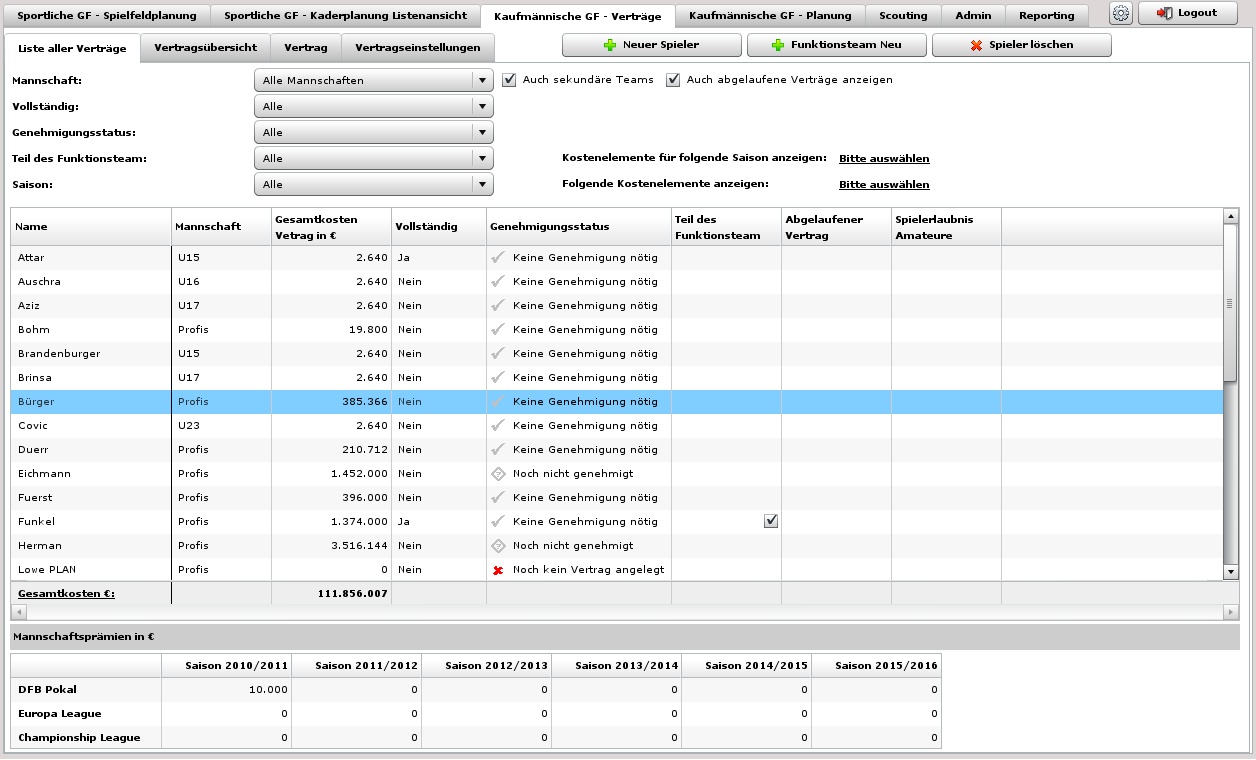 Sportliche GF - Spielfeldplanung Sportliche GF - Kaderplanung Listenansicht Kaufmännische GF - Verträge Kaufmännische GF - Planung Scouting Admin Reporting Logout
Liste aller Verträge Vertragsübersicht Vertrag Vertragseinstellungen Neuer Spieler Funktionsteam Neu Spieler löschen
Mannschaft: Alle Mannschaften Auch sekundäre Teams Auch abgelaufene Verträge anzeigen
Vollständig: Alle
Genehmigungsstatus: Alle
Teil des Funktionsteam: Alle Kostenelemente für folgende Saison anzeigen: Bitte auswählen
Saison: Alle Folgende Kostenelemente anzeigen: Bitte auswählen
Name Mannschaft Gesamtkosten Vetrag in € Vollständig Genehmigungsstatus Teil des Funktionsteam Abgelaufener Vertrag Spielerlaubnis Amateure
Attar U15 2.640 Ja Keine Genehmigung nötig
Auschra U16 2.640 Nein Keine Genehmigung nötig
Aziz U17 2.640 Nein Keine Genehmigung nötig
Bohm Profis 19.800 Nein Keine Genehmigung nötig
Brandenburger U15 2.640 Nein Keine Genehmigung nötig
Brinsa U17 2.640 Nein Keine Genehmigung nötig
Bürger Profis 385.366 Nein Keine Genehmigung nötig
Covic U23 2.640 Nein Keine Genehmigung nötig
Duerr Profis 210.712 Nein Keine Genehmigung nötig
Eichmann Profis 1.452.000 Nein Noch nicht genehmigt
Fuerst Profis 396.000 Nein Keine Genehmigung nötig
Funkel Profis 1.374.000 Ja Keine Genehmigung nötig
Herman Profis 3.516.144 Nein Noch nicht genehmigt
Lowe PLAN Profis 0 Nein Noch kein Vertrag angelegt
Gesamtkosten €: 111.856.007
Mannschaftsprämien in €
Saison 2010/2011 Saison 2011/2012 Saison 2012/2013 Saison 2013/2014 Saison 2014/2015 Saison 2015/2016
DFB Pokal 10.000 0 0 0 0 0
Europa League 0 0 0 0 0 0
Championship League 0 0 0 0 0 0